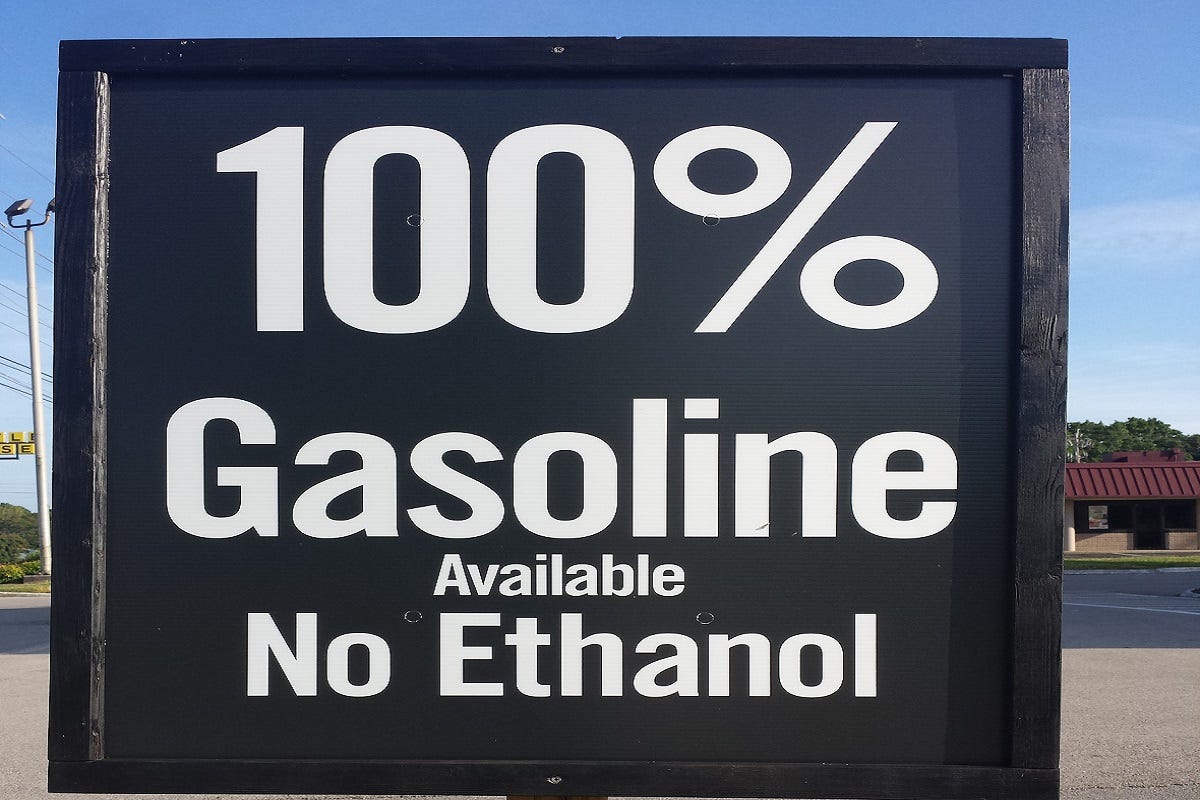 100%
Gasoline
Available
No Ethanol